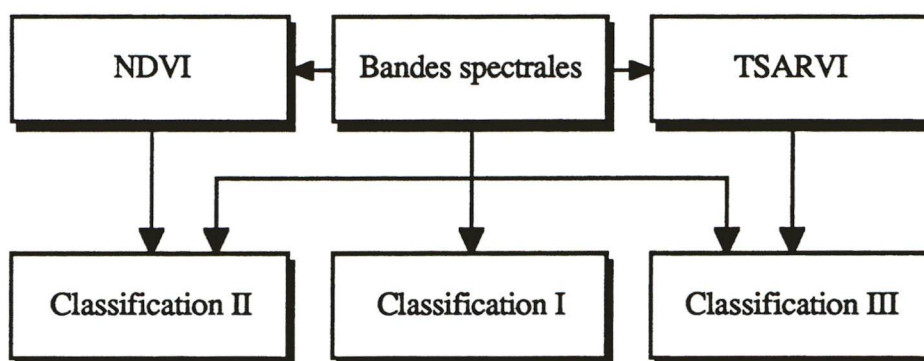 NDVI
Bandes spectrales
TSARVI
Classification II
Classification I
Classification III